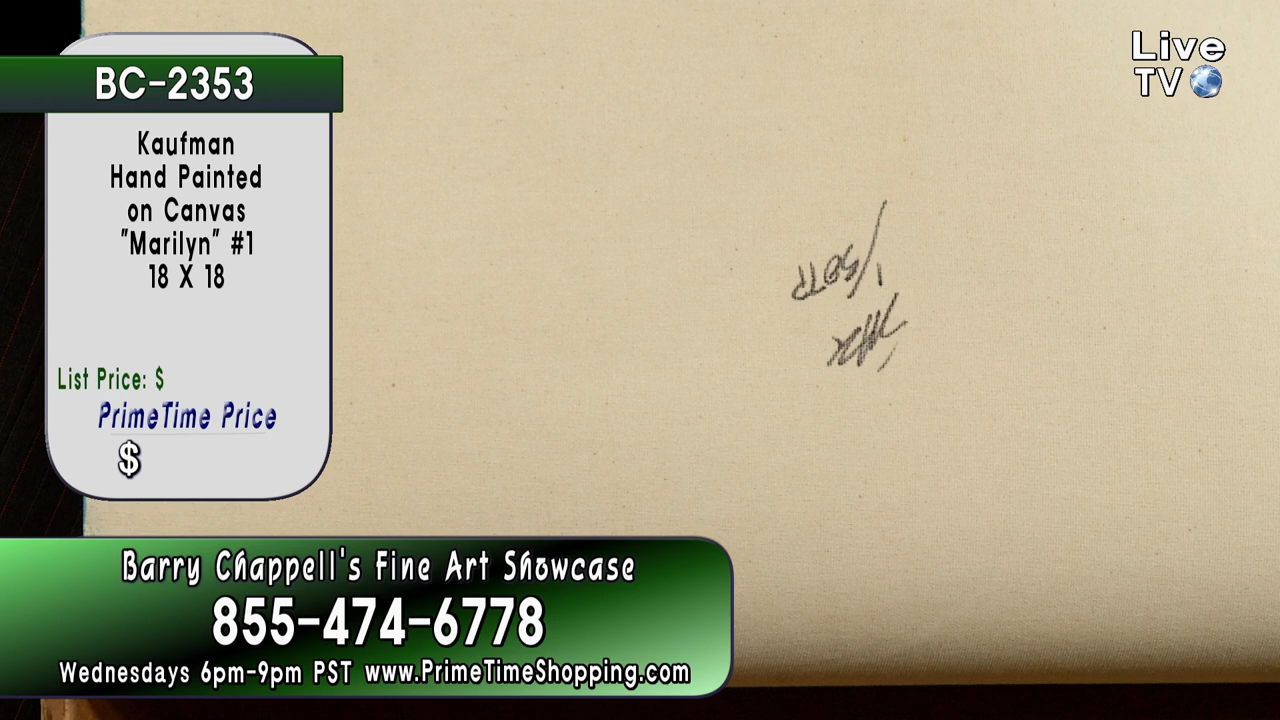 BC-2353
Kaufman
Hand Painted
on Canvas
"Marilyn" #1
18 X 18
List Price: $
PrimeTime Price
$
Live
TV
Barry Chappell's Fine Art Showcase
855-474-6778
Wednesdays 6pm-9pm PST www.PrimeTimeShopping.com